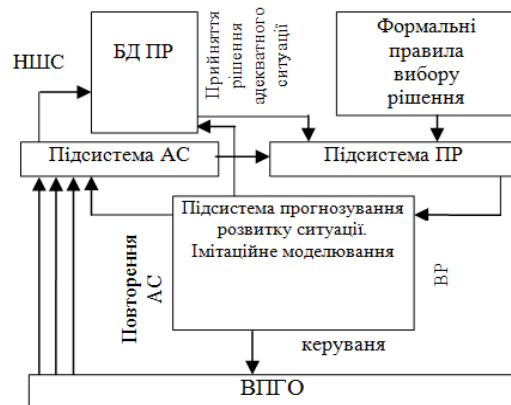 НШС
БД ПР
Прийняття
рішення
адекватного
ситуації
Формальні
правила
вибору
рішення
Підсистема АС
Підсистема ПР
Підсистема прогнозування
розвитку ситуації.
Імітаційне моделювання
Повторення
АС
ВР
керуваня
ВПГО